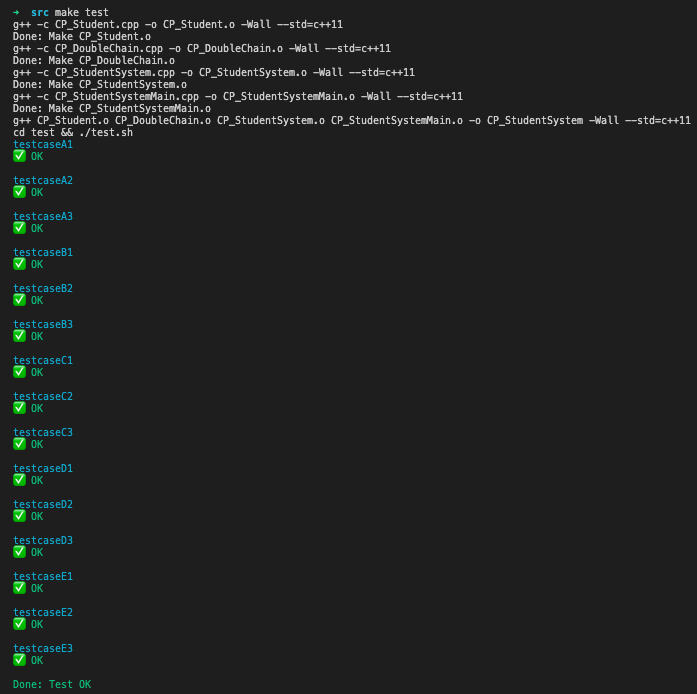 ➜ src make test
g++ -c CP_Student.cpp -o CP_Student.o -Wall --std=c++11
Done: Make CP_Student.o
g++ -c CP_DoubleChain.cpp -o CP_DoubleChain.o -Wall --std=c++11
Done: Make CP_DoubleChain.o
g++ -c CP_StudentSystem.cpp -o CP_StudentSystem.o -Wall --std=c++11
Done: Make CP_StudentSystem.o
g++ -c CP_StudentSystemMain.cpp -o CP_StudentSystemMain.o -Wall --std=c++11
Done: Make CP_StudentSystemMain.o
g++ CP_Student.o CP_DoubleChain.o CP_StudentSystem.o CP_StudentSystemMain.o -o CP_StudentSystem -Wall --std=c++11
cd test && ./test.sh
testcaseA1
✅ OK
testcaseA2
✅ OK
testcaseA3
✅ OK
testcaseB1
✅ OK
testcaseB2
✅ OK
testcaseB3
✅ OK
testcaseC1
✅ OK
testcaseC2
✅ OK
testcaseC3
✅ OK
testcaseD1
✅ OK
testcaseD2
✅ OK
testcaseD3
✅ OK
testcaseE1
✅ OK
testcaseE2
✅ OK
testcaseE3
✅ OK
Done: Test OK